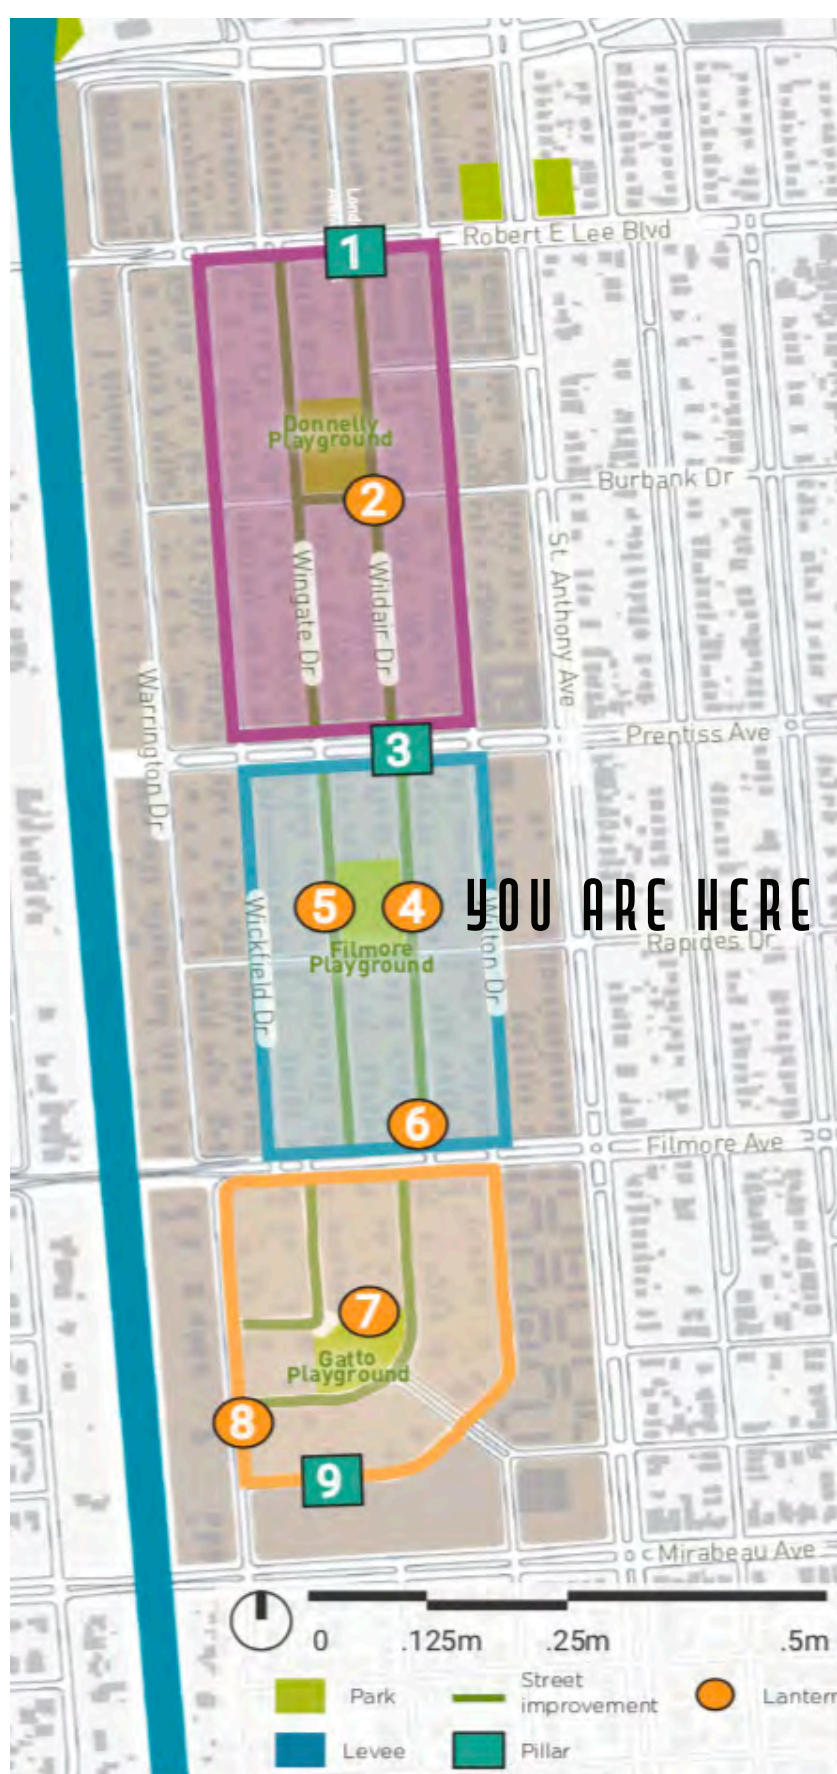 Robert E Lee Blvd
1
Donnelly
Playground
Burbank Dr
2
St. Anthony Ave
Wingate Dr
Wildair Dr
Warrington Dr
Prentiss Ave
3
5
4
YOU ARE HERE
Wickfield Dr
Rapides Dr
Filmore
Playground
6
Filmore Ave
7
Gatto
Playground
8
9
Mirabeau Ave
0
.125m
.25m
.5m
Park
Street
improvement
Levee
Pillar